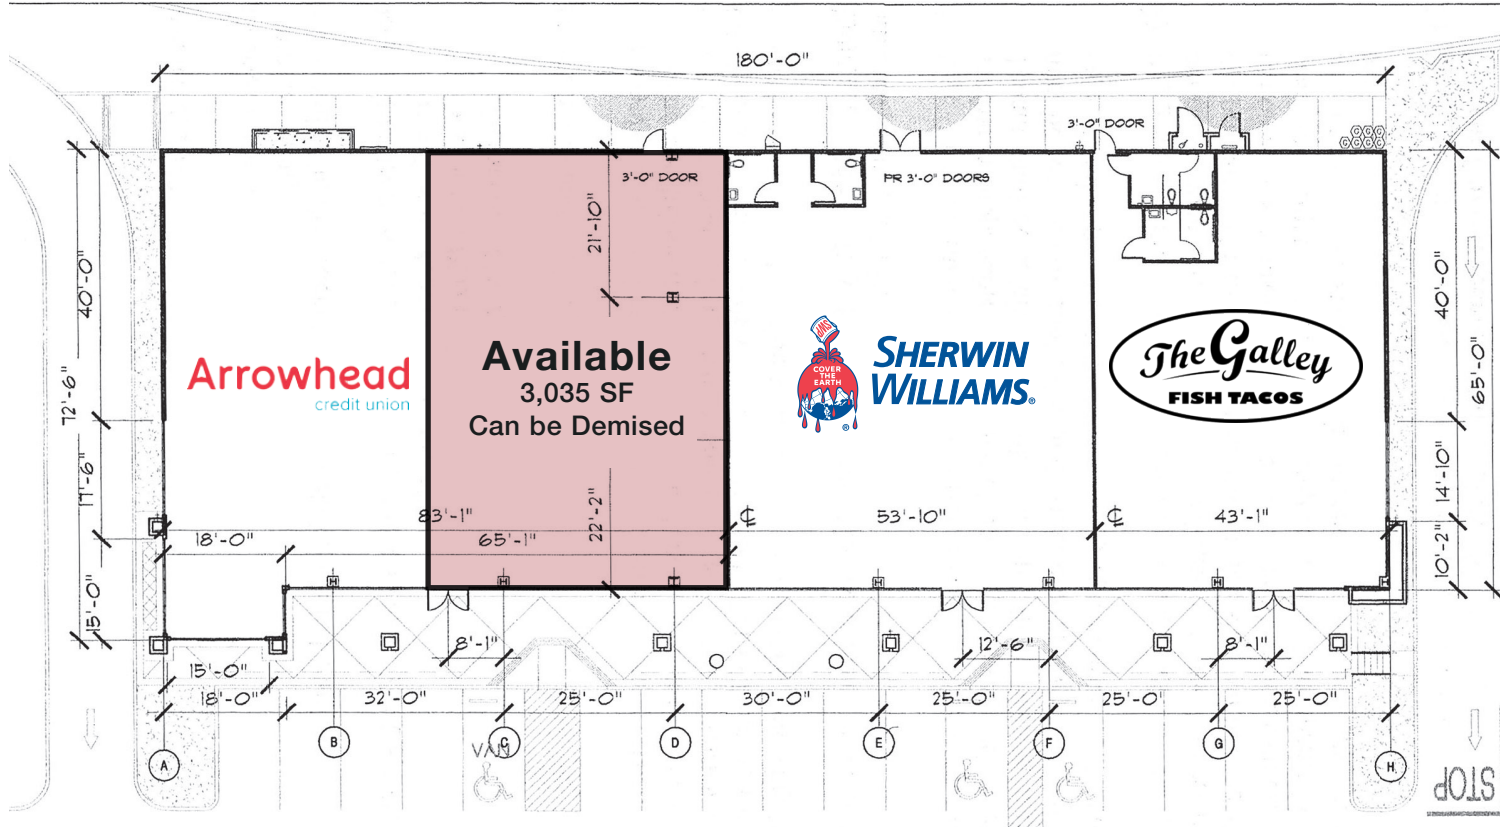 180'-0"
3'-0" DOOR
3'-0" DOOR
PR 3'-0" DOORS
21'-10"
40'-0"
40'-0"
72'-6"
65'-0"
Arrowhead
credit union
Available
3,035 SF
Can be Demised
SWP
COVER
THE
EARTH
®
SHERWIN
WILLIAMS®
The Galley
FISH TACOS
17'-6"
14'-10"
22'-2"
83'-1"
53'-10"
43'-1"
18'-0"
65'-1"
10'-2"
15'-0"
8'-1"
12'-6"
8'-1"
15'-0"
18'-0"
32'-0"
25'-0"
30'-0"
25'-0"
25'-0"
25'-0"
A
B
C
D
E
F
G
H
VAN
STOP